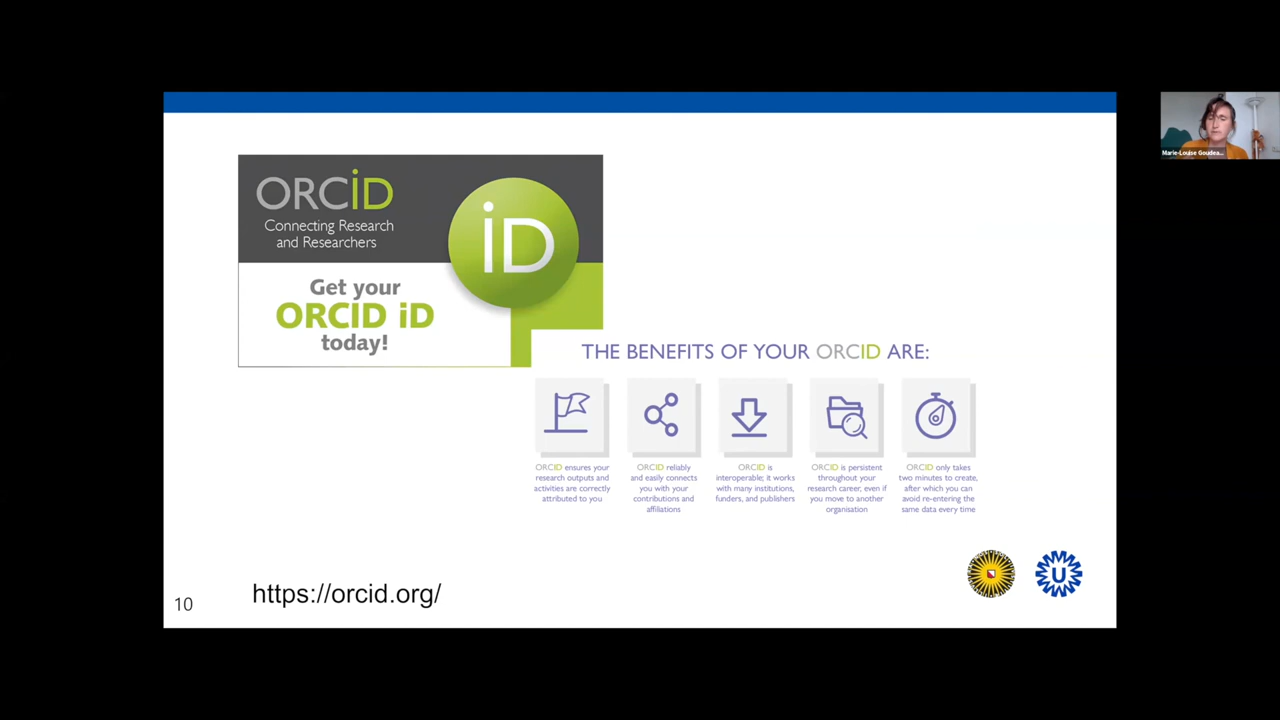 ORCiD
Connecting Research
and Researchers
iD
Get your
ORCID iD
today!
THE BENEFITS OF YOUR ORCID ARE:
ORCID ensures your
research outputs and
activities are correctly
attributed to you
ORCID reliably
and easily connects
you with your
contributions and
affiliations
ORCID is
interoperable; it works
with many institutions,
funders, and publishers
ORCID is persistent
throughout your
research career, even if
you move to another
organisation
ORCID only takes
two minutes to create,
after which you can
avoid re-entering the
same data every time
https://orcid.org/
10
U
Marie-Louise Goudea...